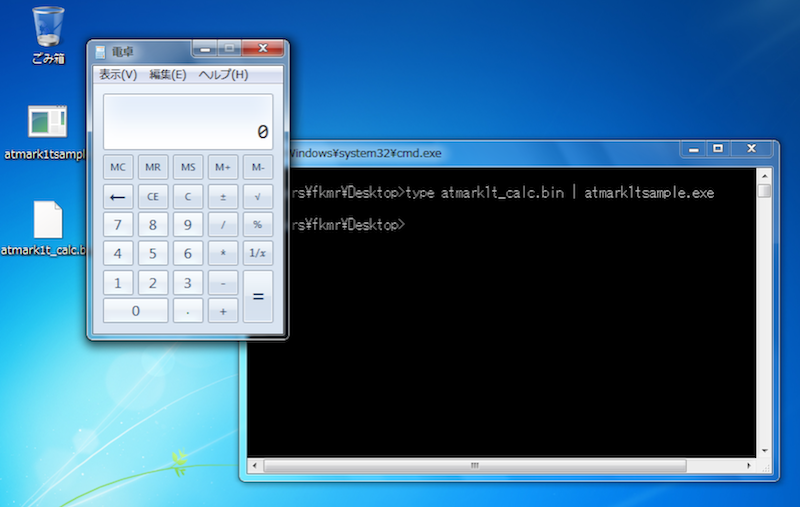 ごみ箱
atmark1tsampl
atmark1t_calc.b
電卓
表示(V) 編集(E) ヘルプ(H)
0
MC MR MS M+ M-
← CE C ± √
7 8 9 / %
4 5 6 * 1/x
1 2 3 - =
0 . +
Windows¥system32¥cmd.exe
rs¥fkmr¥Desktop>type atmark1t_calc.bin | atmark1tsample.exe
rs¥fkmr¥Desktop>